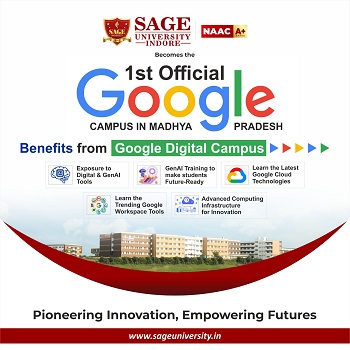 SAGE
UNIVERSITY
INDORE
NAAC A+
Becomes the
1st Official
Google
CAMPUS IN MADHYA PRADESH
Benefits from Google Digital Campus
Exposure to
Digital & GenAI
Tools
GenAI Training to
make students
Future-Ready
Learn the Latest
Google Cloud
Technologies
Learn the
Trending Google
Workspace Tools
Advanced Computing
Infrastructure
for Innovation
Pioneering Innovation, Empowering Futures
www.sageuniversity.in